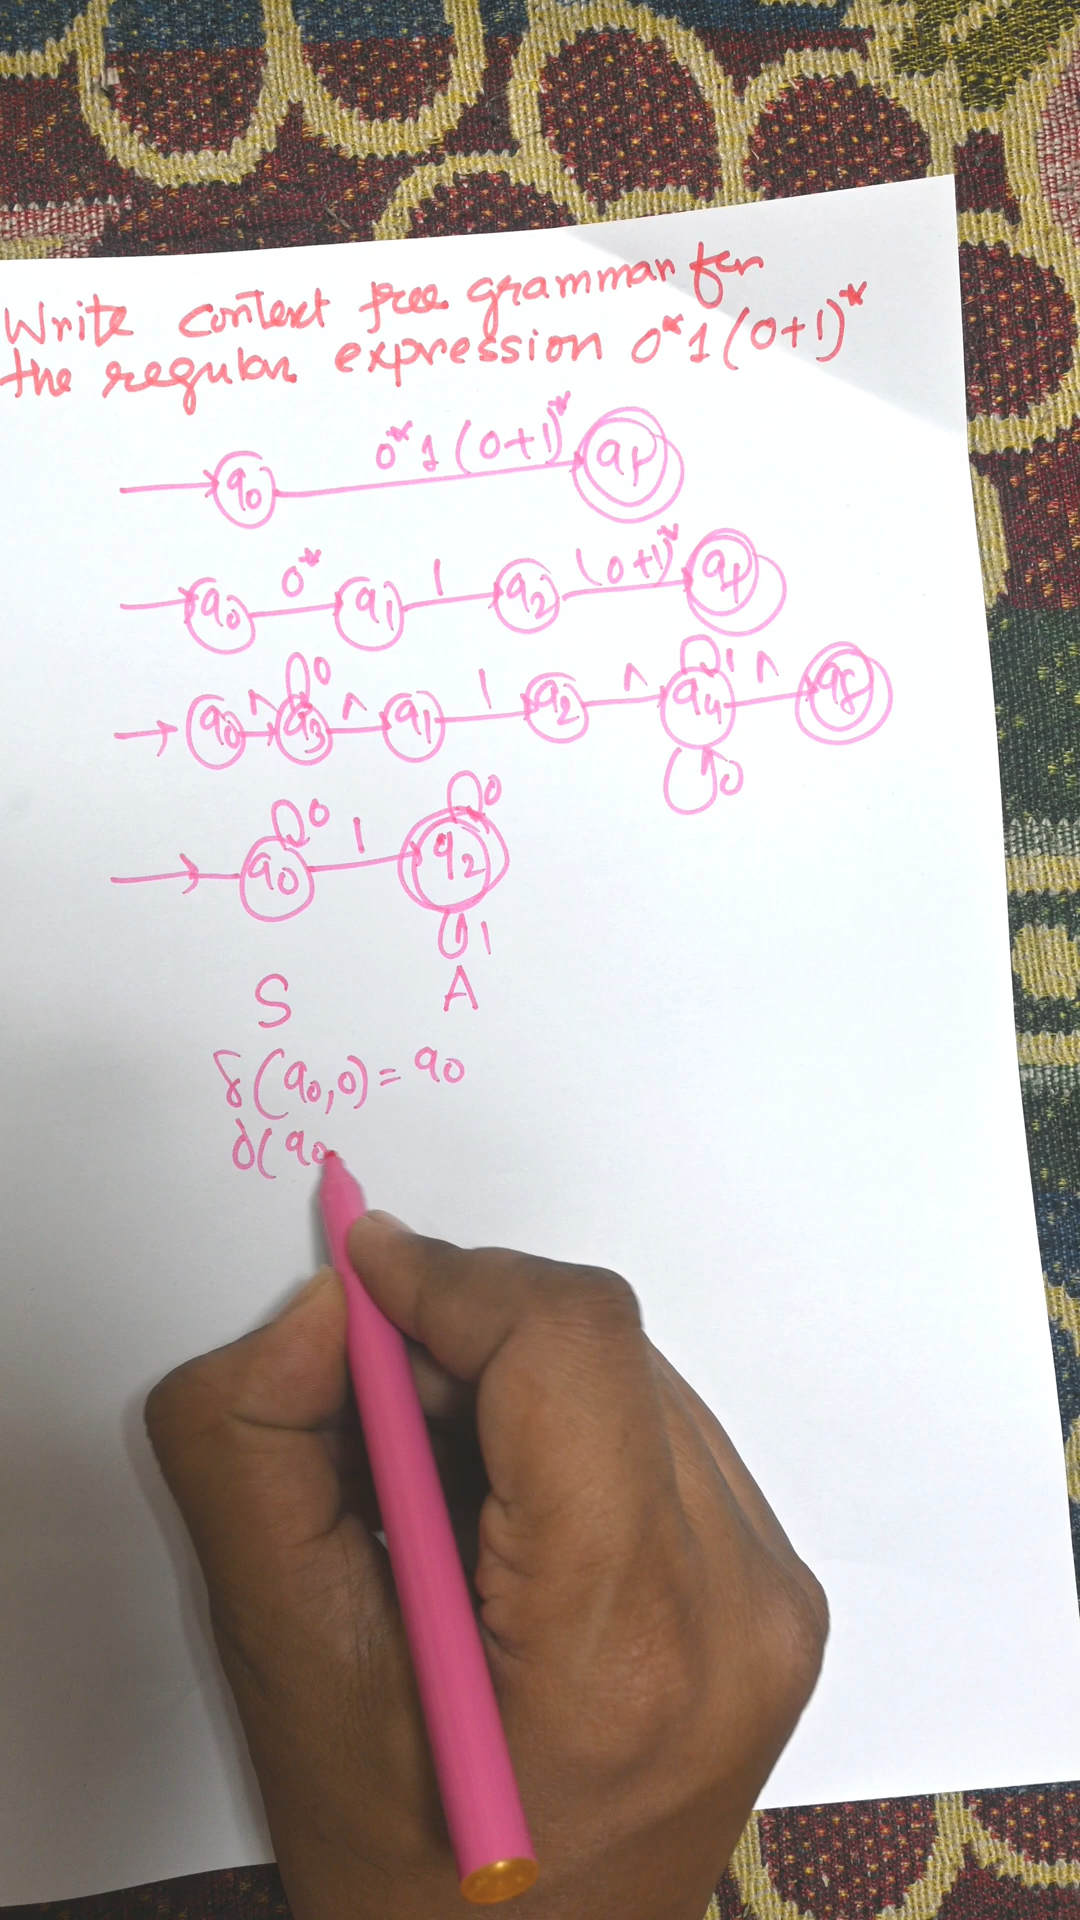 Write context free grammar for
the regular expression 0*1(0+1)*
0*1(0+1)*
q0 qf
0* 1 (0+1)*
q0 q1 q2 qf
0 1
^ ^ 1 ^ ^
q0 q3 q1 q2 q4 qf
0
0 1 0
q0 q2
1
S A
δ(q0,0)=q0
δ(q0